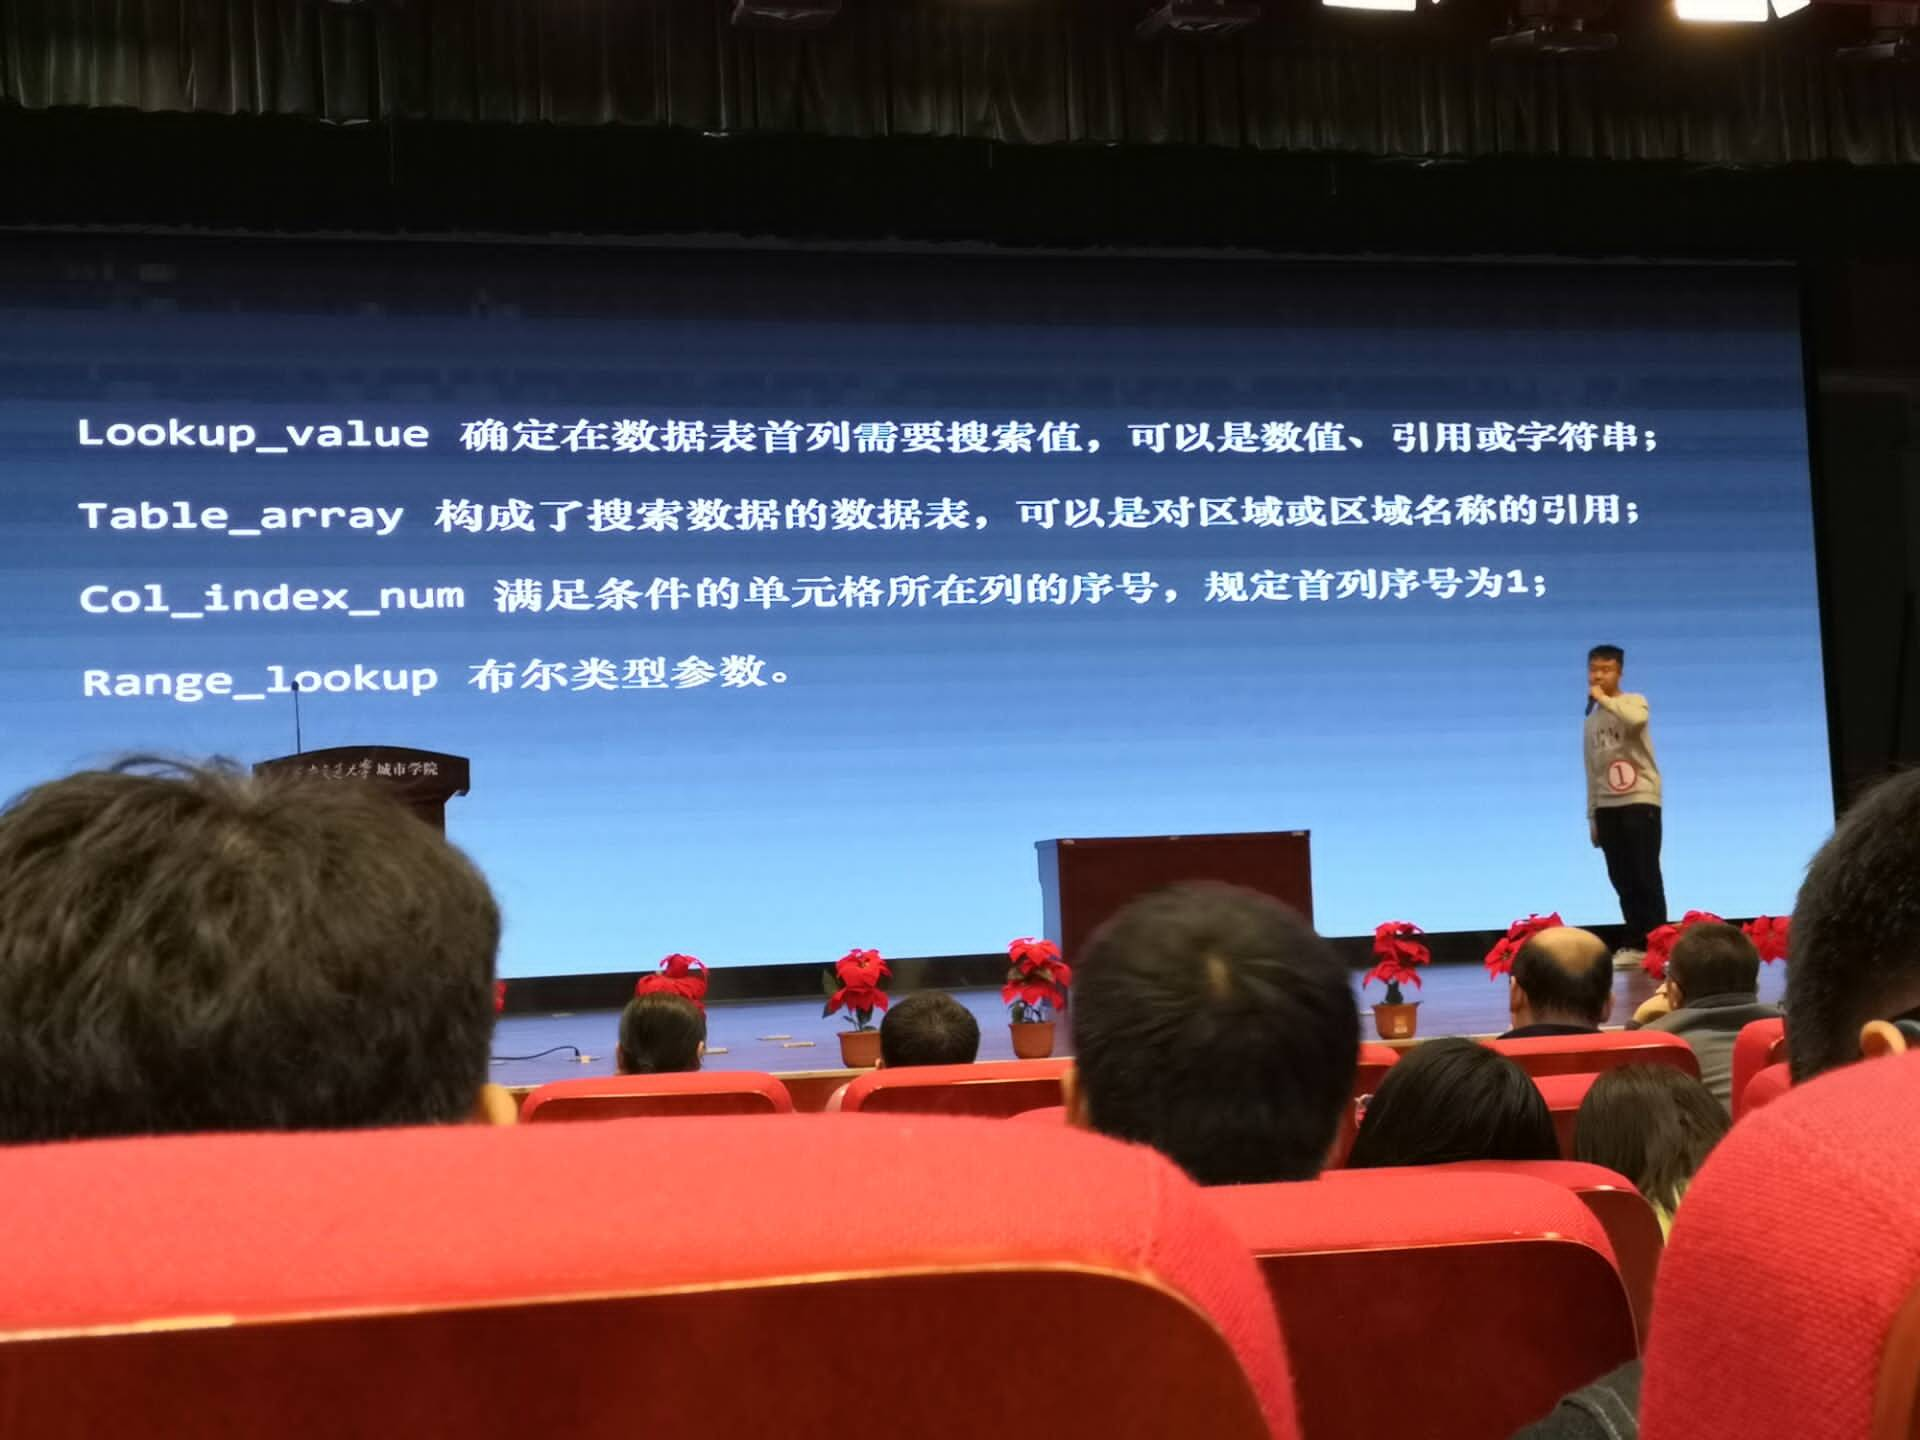 Lookup_value 确定在数据表首列需要搜索值，可以是数值、引用或字符串；
Table_array 构成了搜索数据的数据表，可以是对区域或区域名称的引用；
Col_index_num 满足条件的单元格所在列的序号，规定首列序号为1；
Range_lookup 布尔类型参数。
大学 城市学院
1